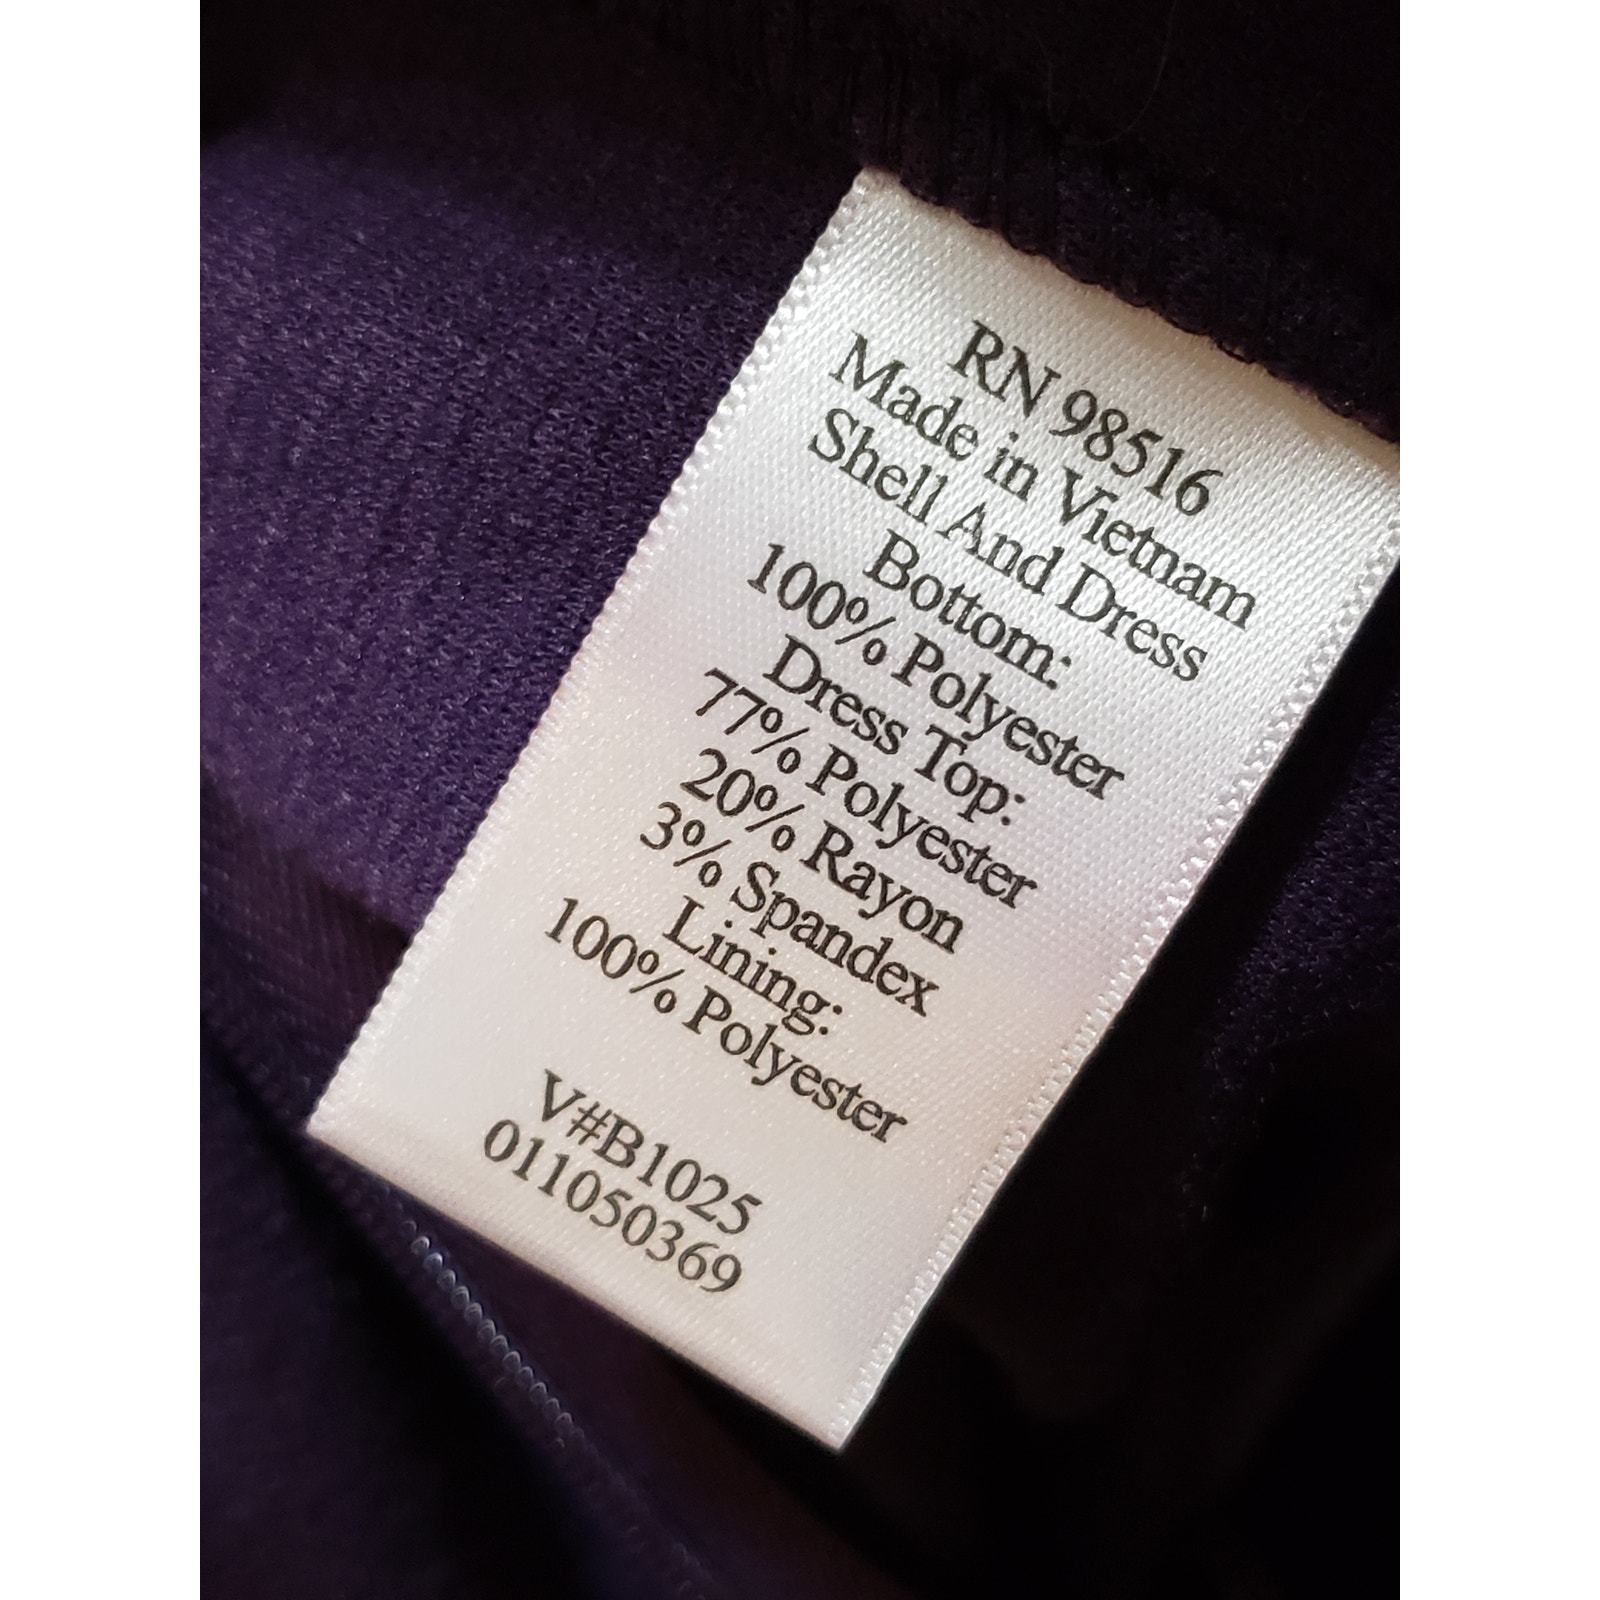 RN 98516
Made in Vietnam
Shell And Dress
Bottom:
100% Polyester
Dress Top:
77% Polyester
20% Rayon
3% Spandex
Lining:
100% Polyester
V#B1025
011050369